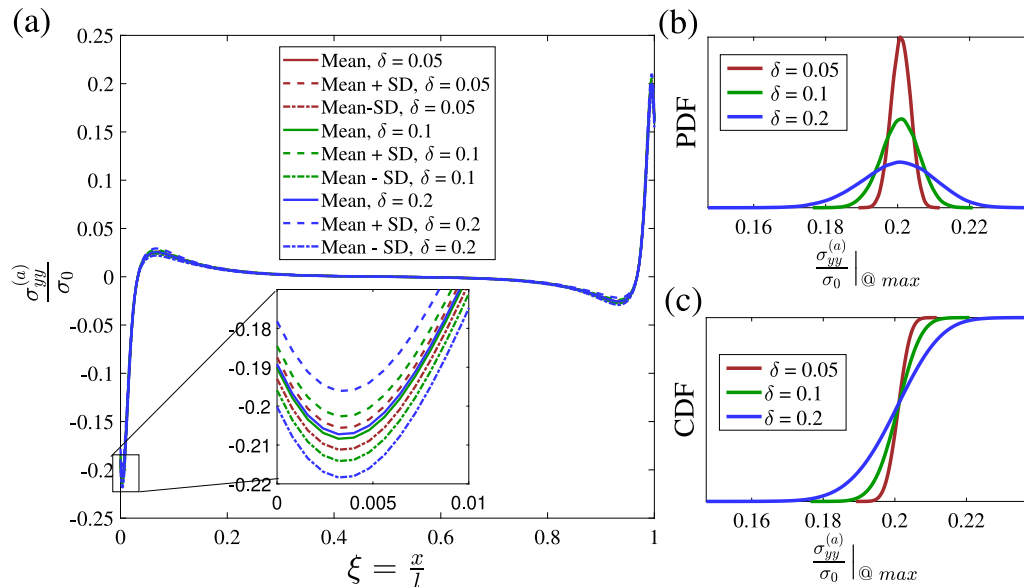 (a)
0.25
0.2
0.15
0.1
0.05
0
-0.05
-0.1
-0.15
-0.2
-0.25
σ_yy^(a) / σ_0
Mean, δ = 0.05
Mean + SD, δ = 0.05
Mean-SD, δ = 0.05
Mean, δ = 0.1
Mean + SD, δ = 0.1
Mean - SD, δ = 0.1
Mean, δ = 0.2
Mean + SD, δ = 0.2
Mean - SD, δ = 0.2
-0.18
-0.19
-0.2
-0.21
-0.22
0 0.005 0.01
0 0.2 0.4 0.6 0.8 1
ξ = x/l
(b)
PDF
δ = 0.05
δ = 0.1
δ = 0.2
0.16 0.18 0.2 0.22
σ_yy^(a) / σ_0 |@ max
(c)
CDF
δ = 0.05
δ = 0.1
δ = 0.2
0.16 0.18 0.2 0.22
σ_yy^(a) / σ_0 |@ max